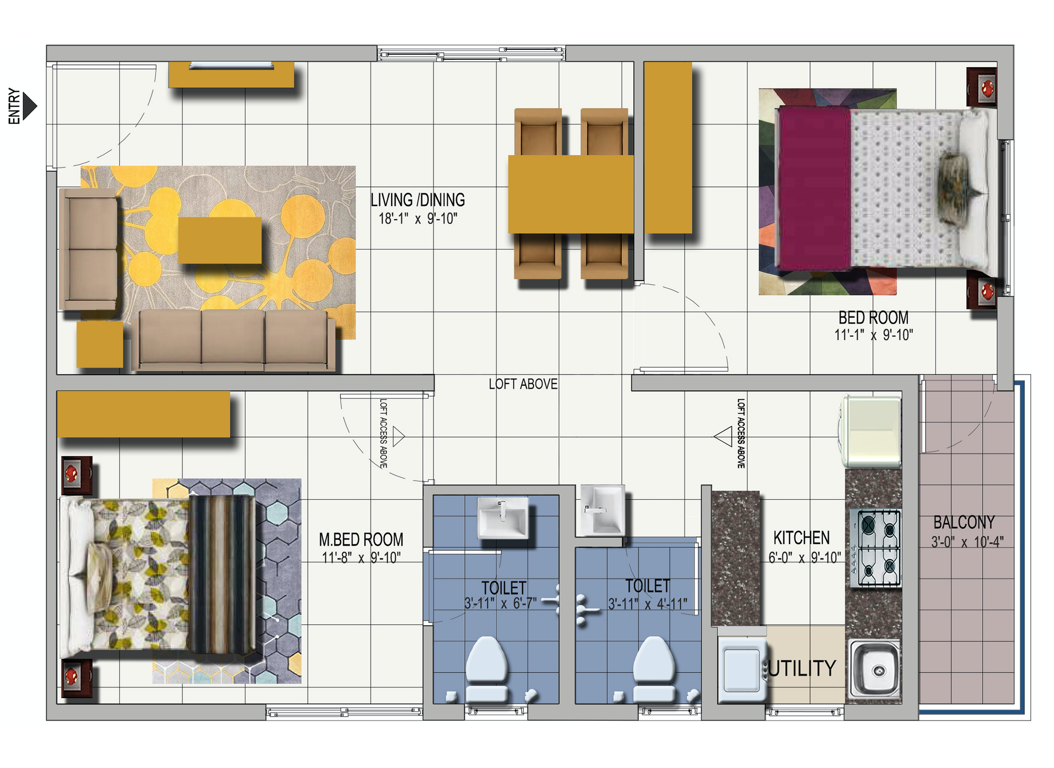 ENTRY
LIVING /DINING
18'-1" x 9'-10"
BED ROOM
11'-1" x 9'-10"
LOFT ABOVE
LOFT ACCESS ABOVE
LOFT ACCESS ABOVE
M.BED ROOM
11'-8" x 9'-10"
TOILET
3'-11" x 6'-7"
TOILET
3'-11" x 4'-11"
KITCHEN
6'-0" x 9'-10"
BALCONY
3'-0" x 10'-4"
UTILITY